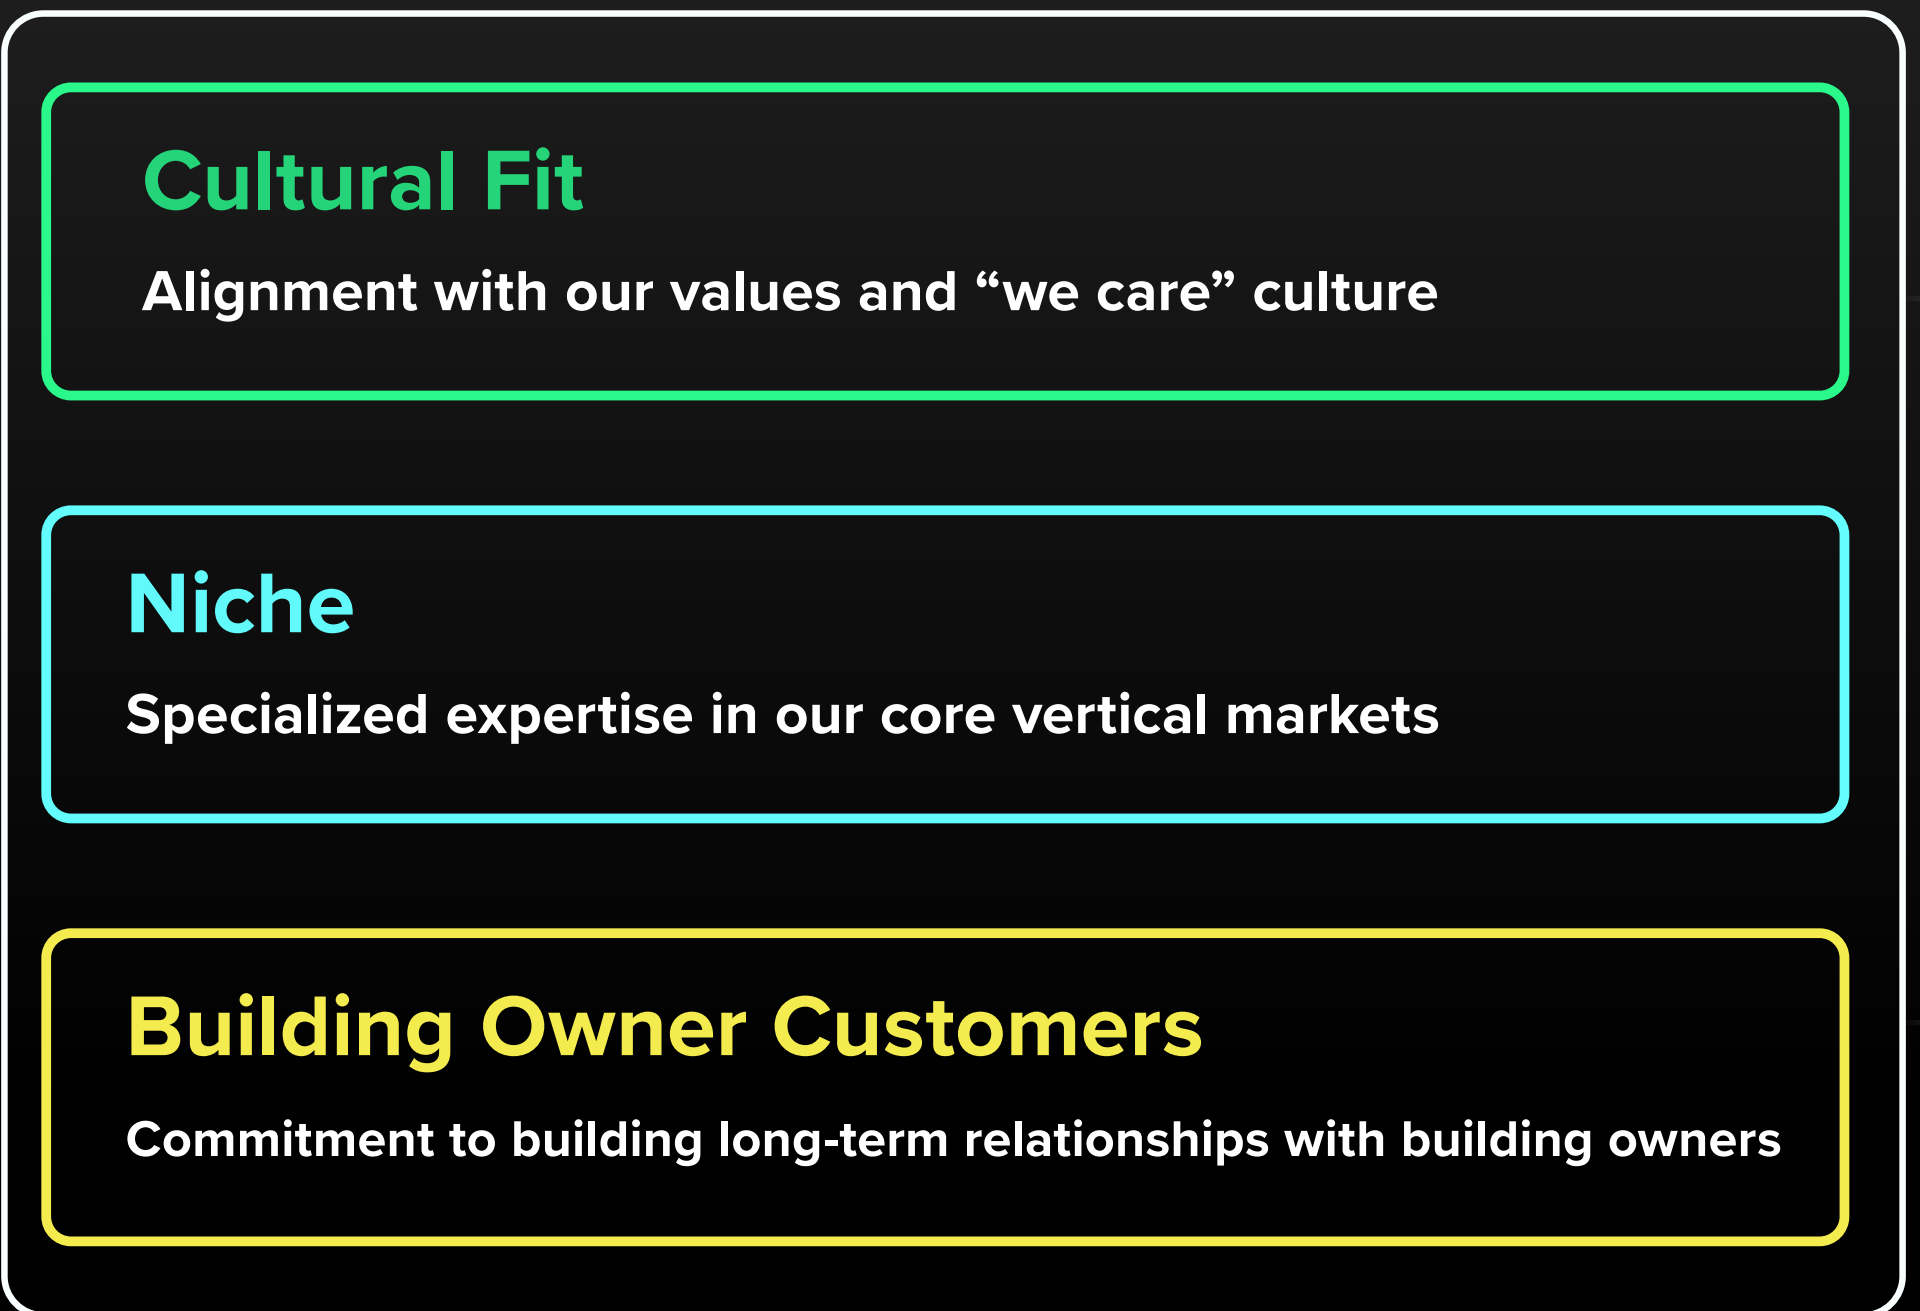 Cultural Fit
Alignment with our values and “we care” culture
Niche
Specialized expertise in our core vertical markets
Building Owner Customers
Commitment to building long-term relationships with building owners